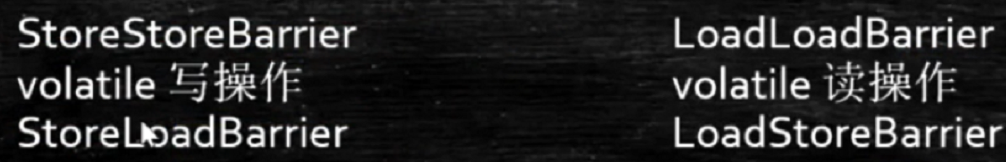 StoreStoreBarrier
volatile 写操作
StoreLoadBarrier
LoadLoadBarrier
volatile 读操作
LoadStoreBarrier